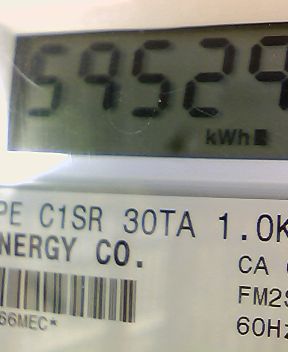 59529
kWh
PE C1SR 30TA 1.0K
NERGY CO.
CA
FM2S
66MEC*
60Hz